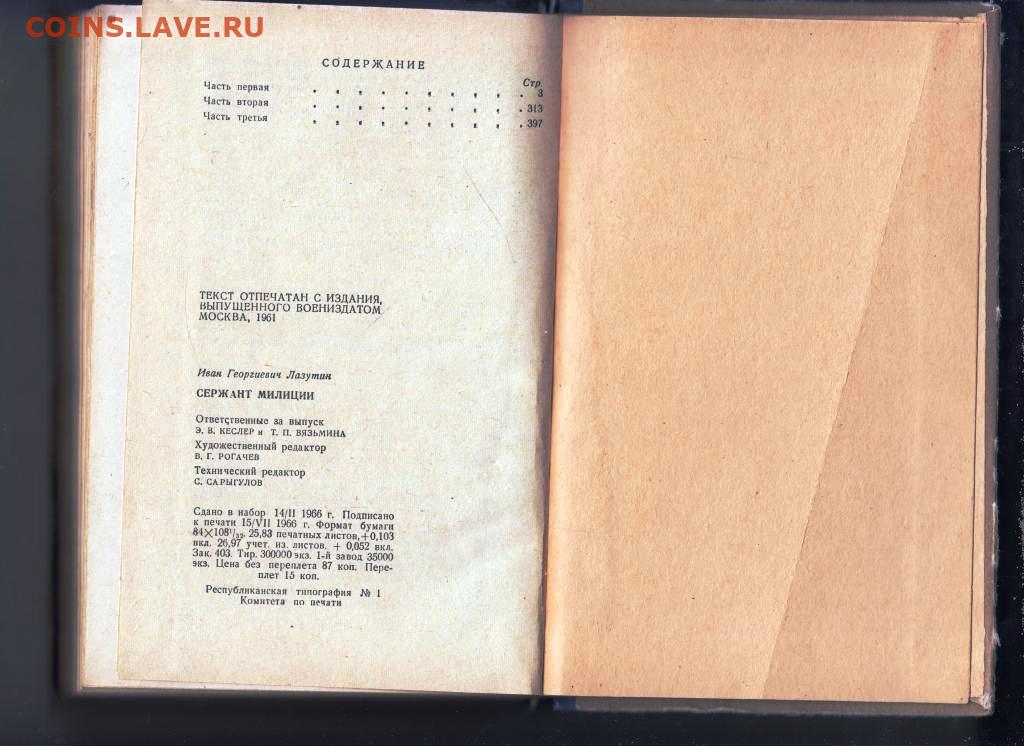 COINS.LAVE.RU
СОДЕРЖАНИЕ
Стр.
Часть первая . . . . . . . . . . 3
Часть вторая . . . . . . . . . . 313
Часть третья . . . . . . . . . . 397
ТЕКСТ ОТПЕЧАТАН С ИЗДАНИЯ,
ВЫПУЩЕННОГО ВОЕНИЗДАТОМ
МОСКВА, 1961
Иван Георгиевич Лазутин
СЕРЖАНТ МИЛИЦИИ
Ответственные за выпуск
Э. В. КЕСЛЕР и Т. П. ВЯЗЬМИНА
Художественный редактор
В. Г. РОГАЧЕВ
Технический редактор
С. САРЫГУЛОВ
Сдано в набор 14/II 1966 г. Подписано
к печати 15/VII 1966 г. Формат бумаги
84×108¹/₃₂. 25,83 печатных листов,+0,103
вкл. 26,97 учет. из. листов. + 0,052 вкл.
Зак. 403. Тир. 300000 экз. 1-й завод 35000
экз. Цена без переплета 87 коп. Пере-
плет 15 коп.
Республиканская типография № 1
Комитета по печати